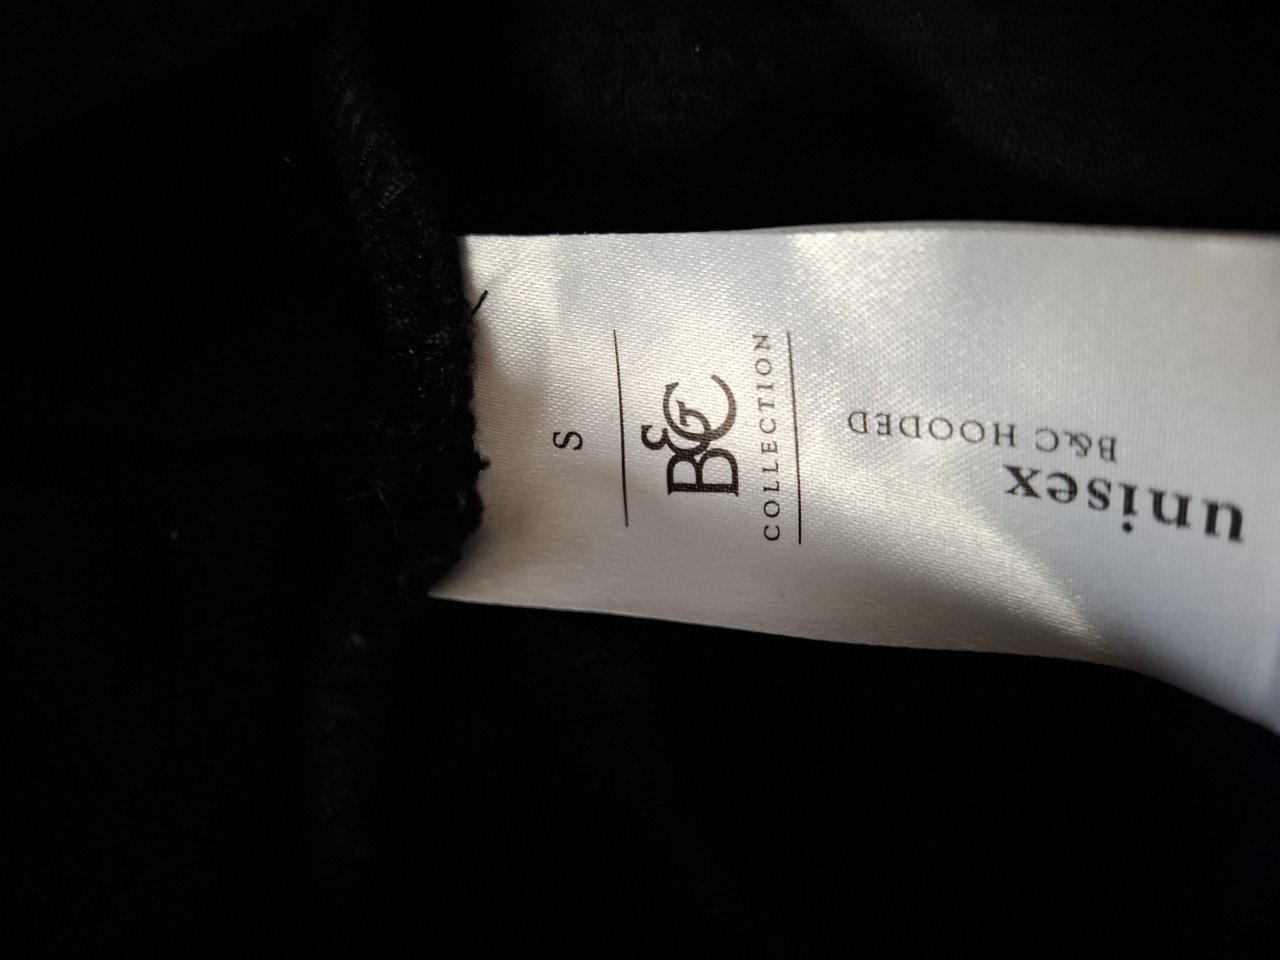 S
B&C
COLLECTION
unisex
B&C HOODED